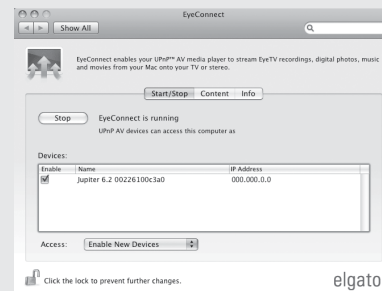 EyeConnect
Show All
EyeConnect enables your UPnP™ AV media player to stream EyeTV recordings, digital photos, music
and movies from your Mac onto your TV or stereo.
Start/Stop Content Info
Stop EyeConnect is running
UPnP AV devices can access this computer as
Devices:
Enable Name IP Address
Jupiter 6.2 00226100c3a0 000.000.0.0
Access: Enable New Devices
Click the lock to prevent further changes.
elgato